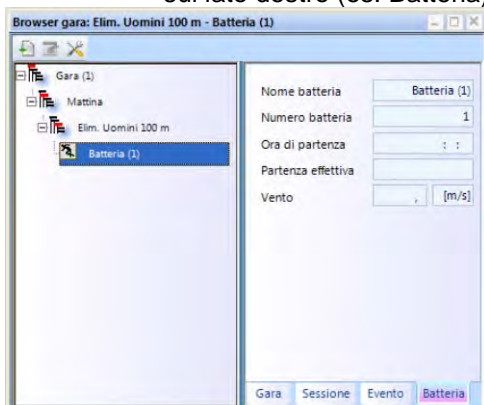 sul lato destro (es. Batteria)
Browser gara: Elim. Uomini 100 m - Batteria (1)
Gara (1)
Mattina
Elim. Uomini 100 m
Batteria (1)
Nome batteria Batteria (1)
Numero batteria 1
Ora di partenza : :
Partenza effettiva
Vento , [m/s]
Gara Sessione Evento Batteria